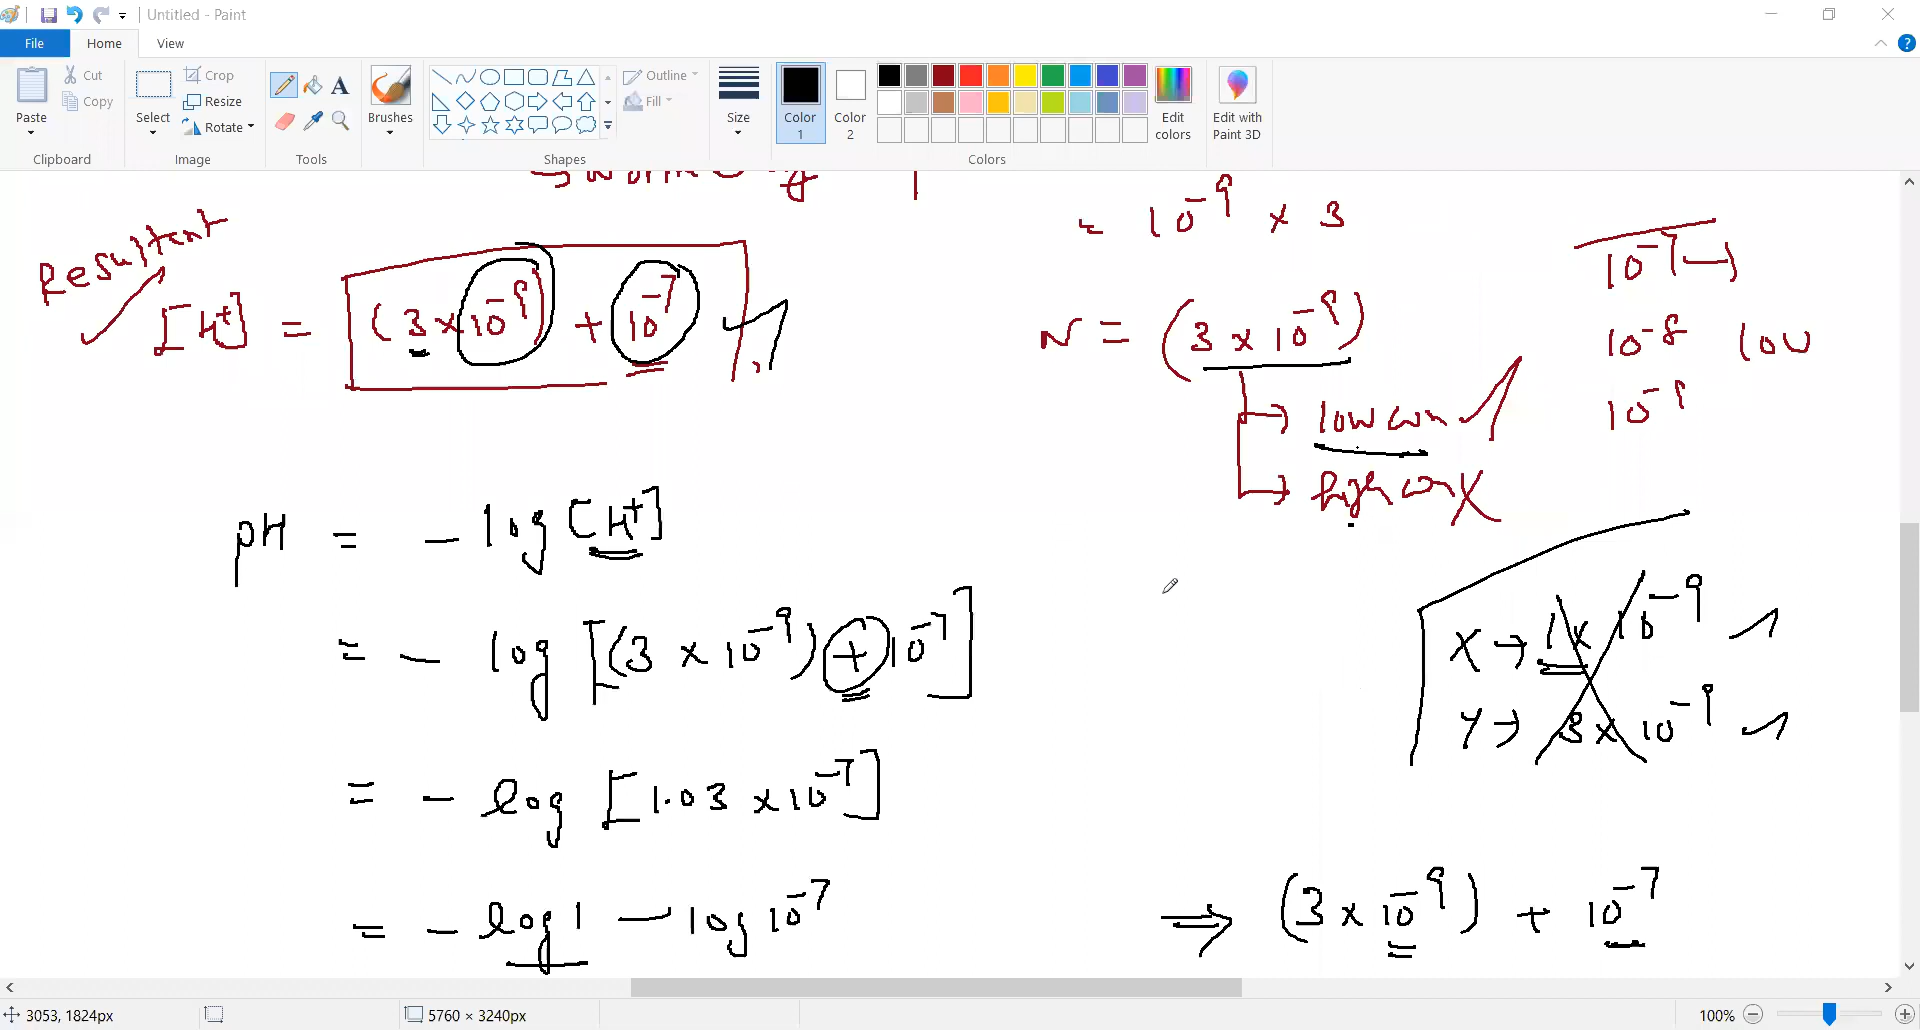 Untitled - Paint
File Home View
Cut
Copy
Paste
Clipboard
Select
Crop
Resize
Rotate
Image
Tools
Brushes
Shapes
Outline
Fill
Size
Color 1
Color 2
Colors
Edit colors
Edit with Paint 3D
Resultent
[H+] = (3 × 10^-9) + 10^-7
= 10^-9 × 3
N = (3 × 10^-9)
→ low con
→ high con X
10^-7 →
10^-8 low
10^-9
pH = - log [H+]
= - log [(3 × 10^-9) + 10^-7]
= - log [1.03 × 10^-7]
= - log 1 - log 10^-7
X → 1 × 10^-9
Y → 3 × 10^-9
⇒ (3 × 10^-9) + 10^-7
3053, 1824px
5760 × 3240px
100%